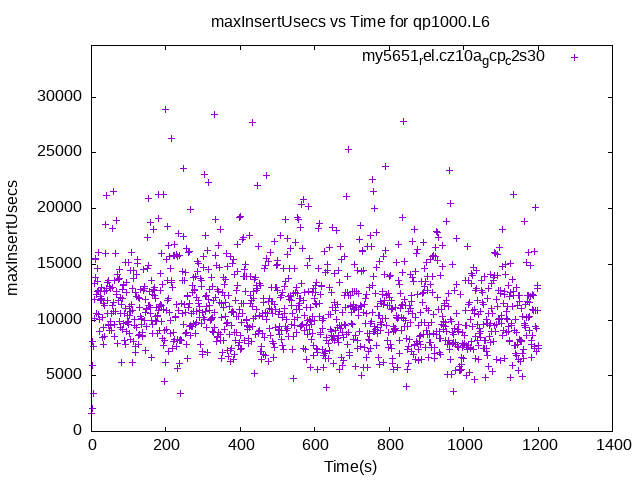 maxInsertUsecs vs Time for qp1000.L6
my5651rel.cz10agcpc2s30
30000
25000
20000
15000
10000
5000
0
maxInsertUsecs
0 200 400 600 800 1000 1200 1400
Time(s)